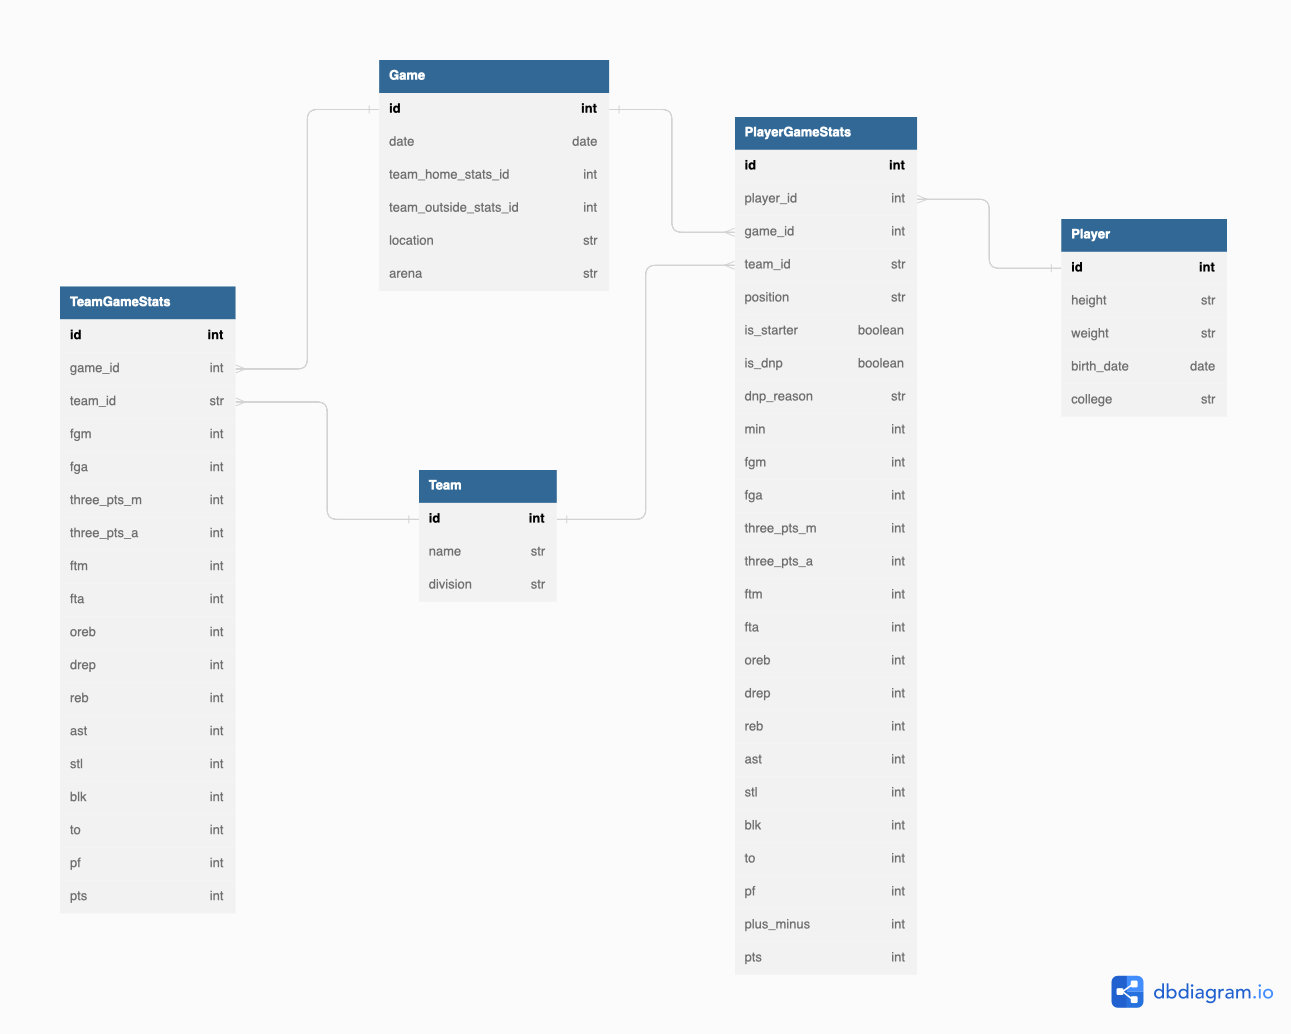 Game
id int
date date
team_home_stats_id int
team_outside_stats_id int
location str
arena str
PlayerGameStats
id int
player_id int
game_id int
team_id str
position str
is_starter boolean
is_dnp boolean
dnp_reason str
min int
fgm int
fga int
three_pts_m int
three_pts_a int
ftm int
fta int
oreb int
drep int
reb int
ast int
stl int
blk int
to int
pf int
plus_minus int
pts int
Player
id int
height str
weight str
birth_date date
college str
TeamGameStats
id int
game_id int
team_id str
fgm int
fga int
three_pts_m int
three_pts_a int
ftm int
fta int
oreb int
drep int
reb int
ast int
stl int
blk int
to int
pf int
pts int
Team
id int
name str
division str
dbdiagram.io